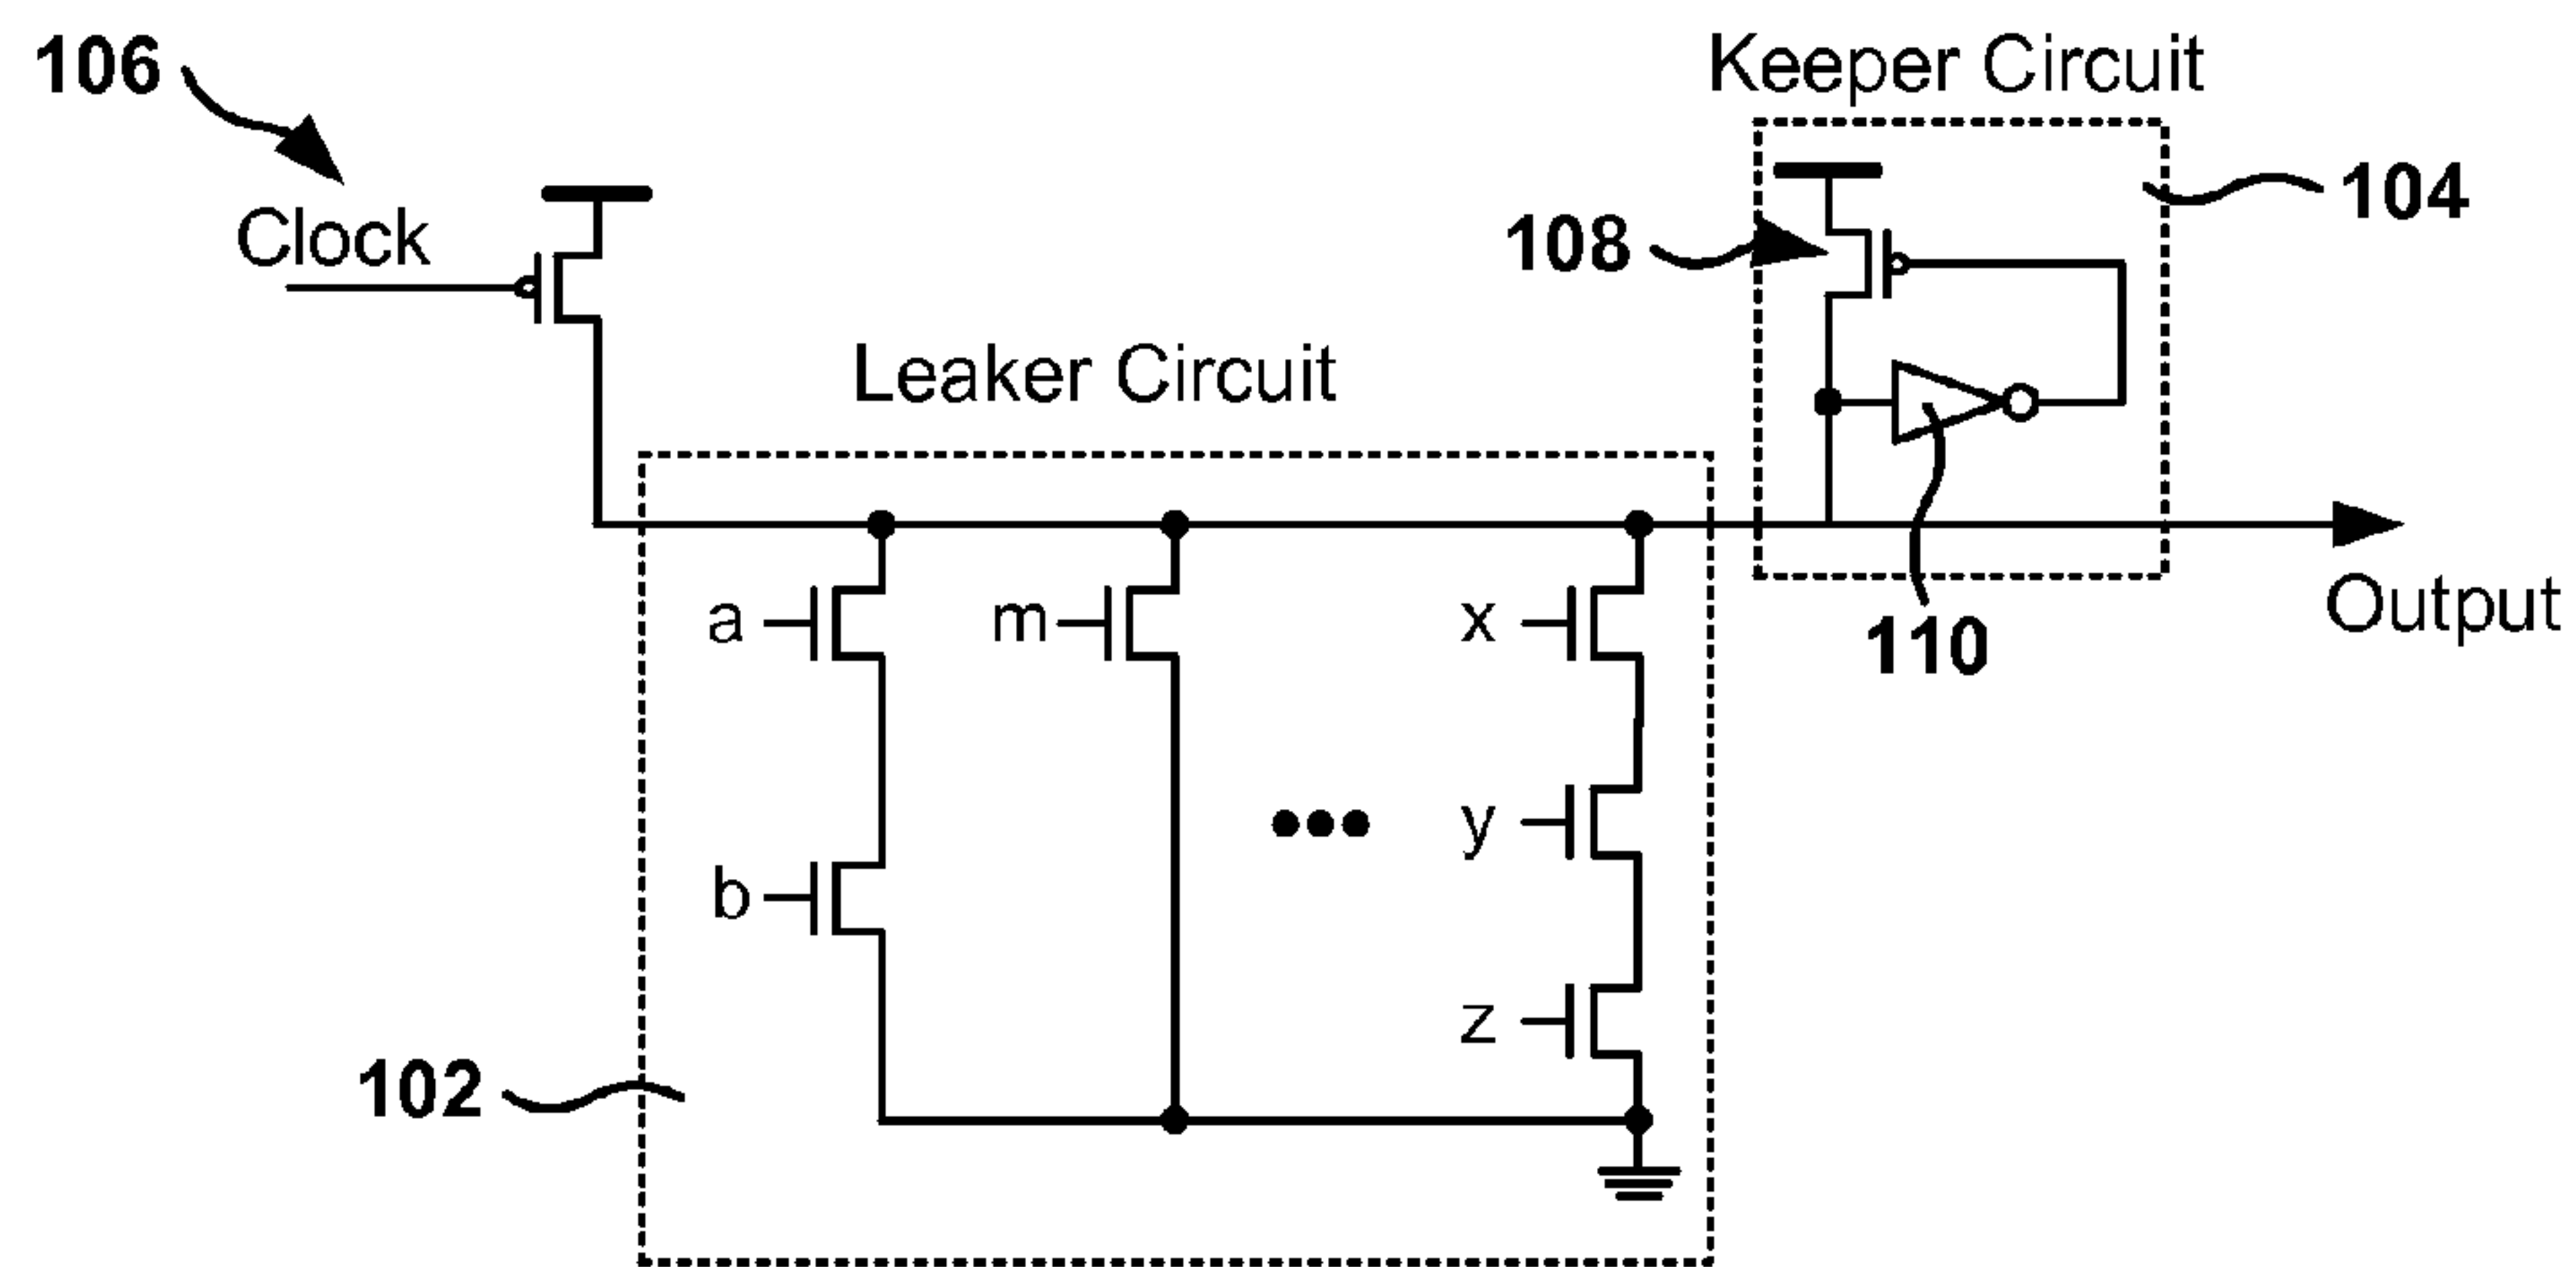 106
Clock
Keeper Circuit
104
108
Leaker Circuit
110
Output
a
m
x
b
y
z
102